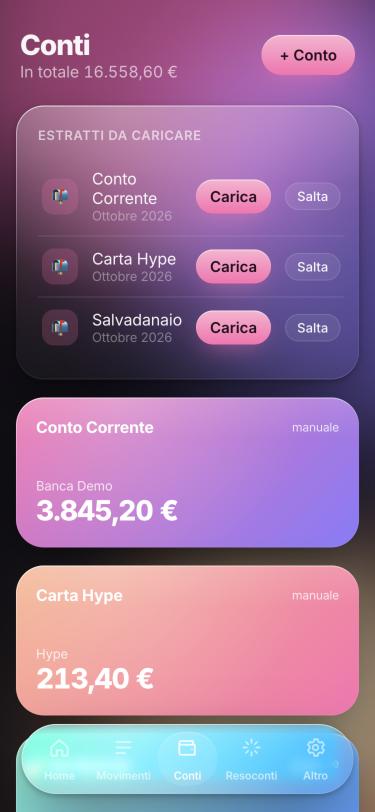 Conti
In totale 16.558,60 €
+ Conto
ESTRATTI DA CARICARE
Conto
Corrente
Ottobre 2026
Carica
Salta
Carta Hype
Ottobre 2026
Carica
Salta
Salvadanaio
Ottobre 2026
Carica
Salta
Conto Corrente
manuale
Banca Demo
3.845,20 €
Carta Hype
manuale
Hype
213,40 €
Home
Movimenti
Conti
Resoconti
Altro